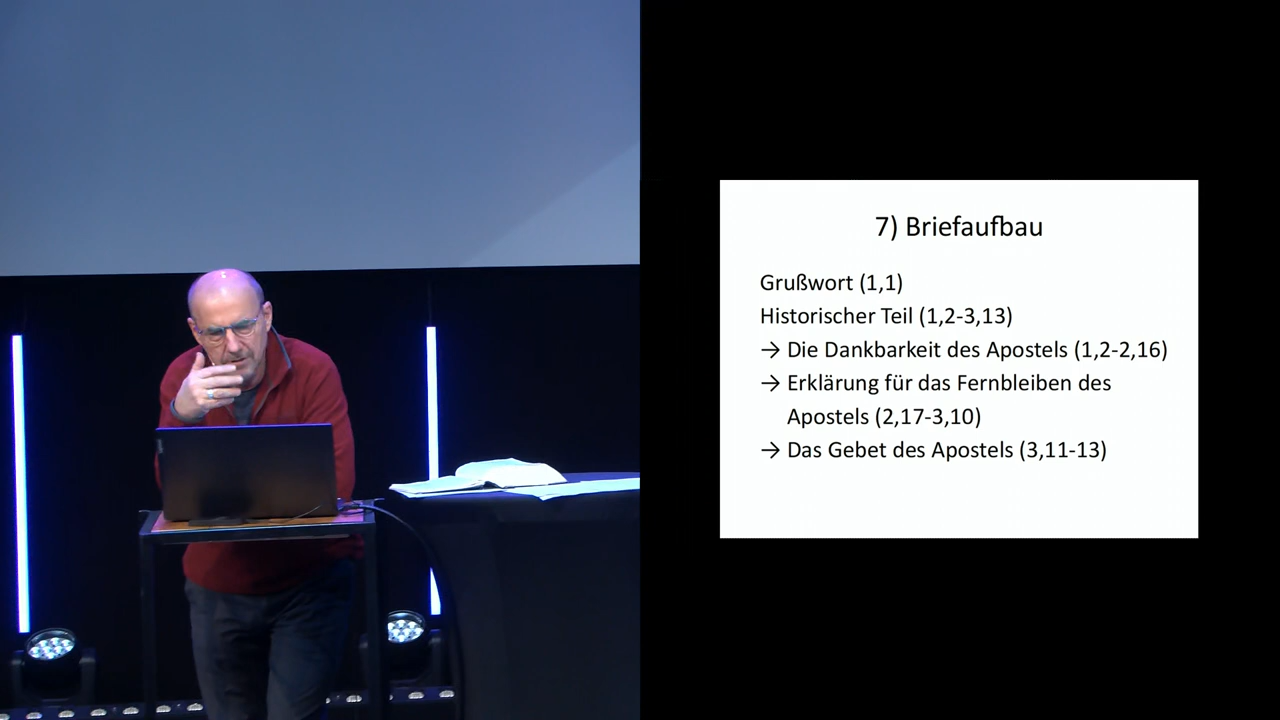 7) Briefaufbau
Grußwort (1,1)
Historischer Teil (1,2-3,13)
→ Die Dankbarkeit des Apostels (1,2-2,16)
→ Erklärung für das Fernbleiben des
Apostels (2,17-3,10)
→ Das Gebet des Apostels (3,11-13)